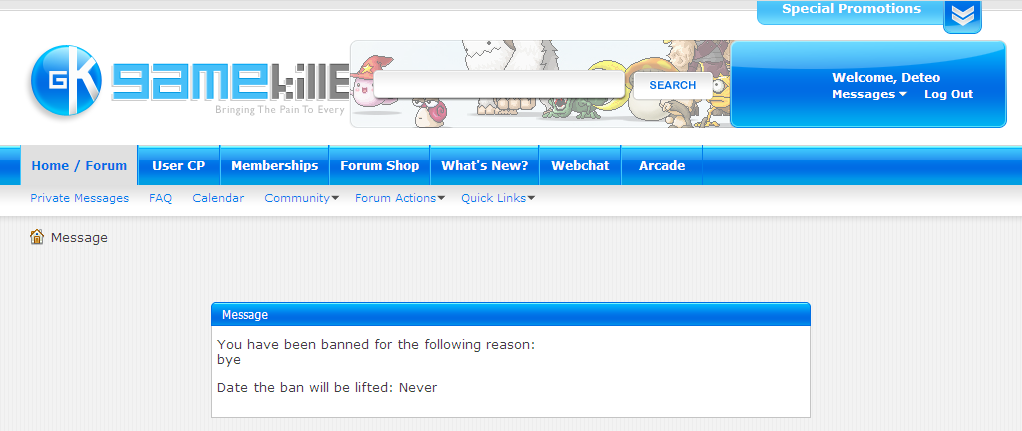 Special Promotions
GK gamekille
Bringing The Pain To Every
SEARCH
Welcome, Deteo
Messages Log Out
Home / Forum User CP Memberships Forum Shop What's New? Webchat Arcade
Private Messages FAQ Calendar Community Forum Actions Quick Links
Message
Message
You have been banned for the following reason:
bye
Date the ban will be lifted: Never